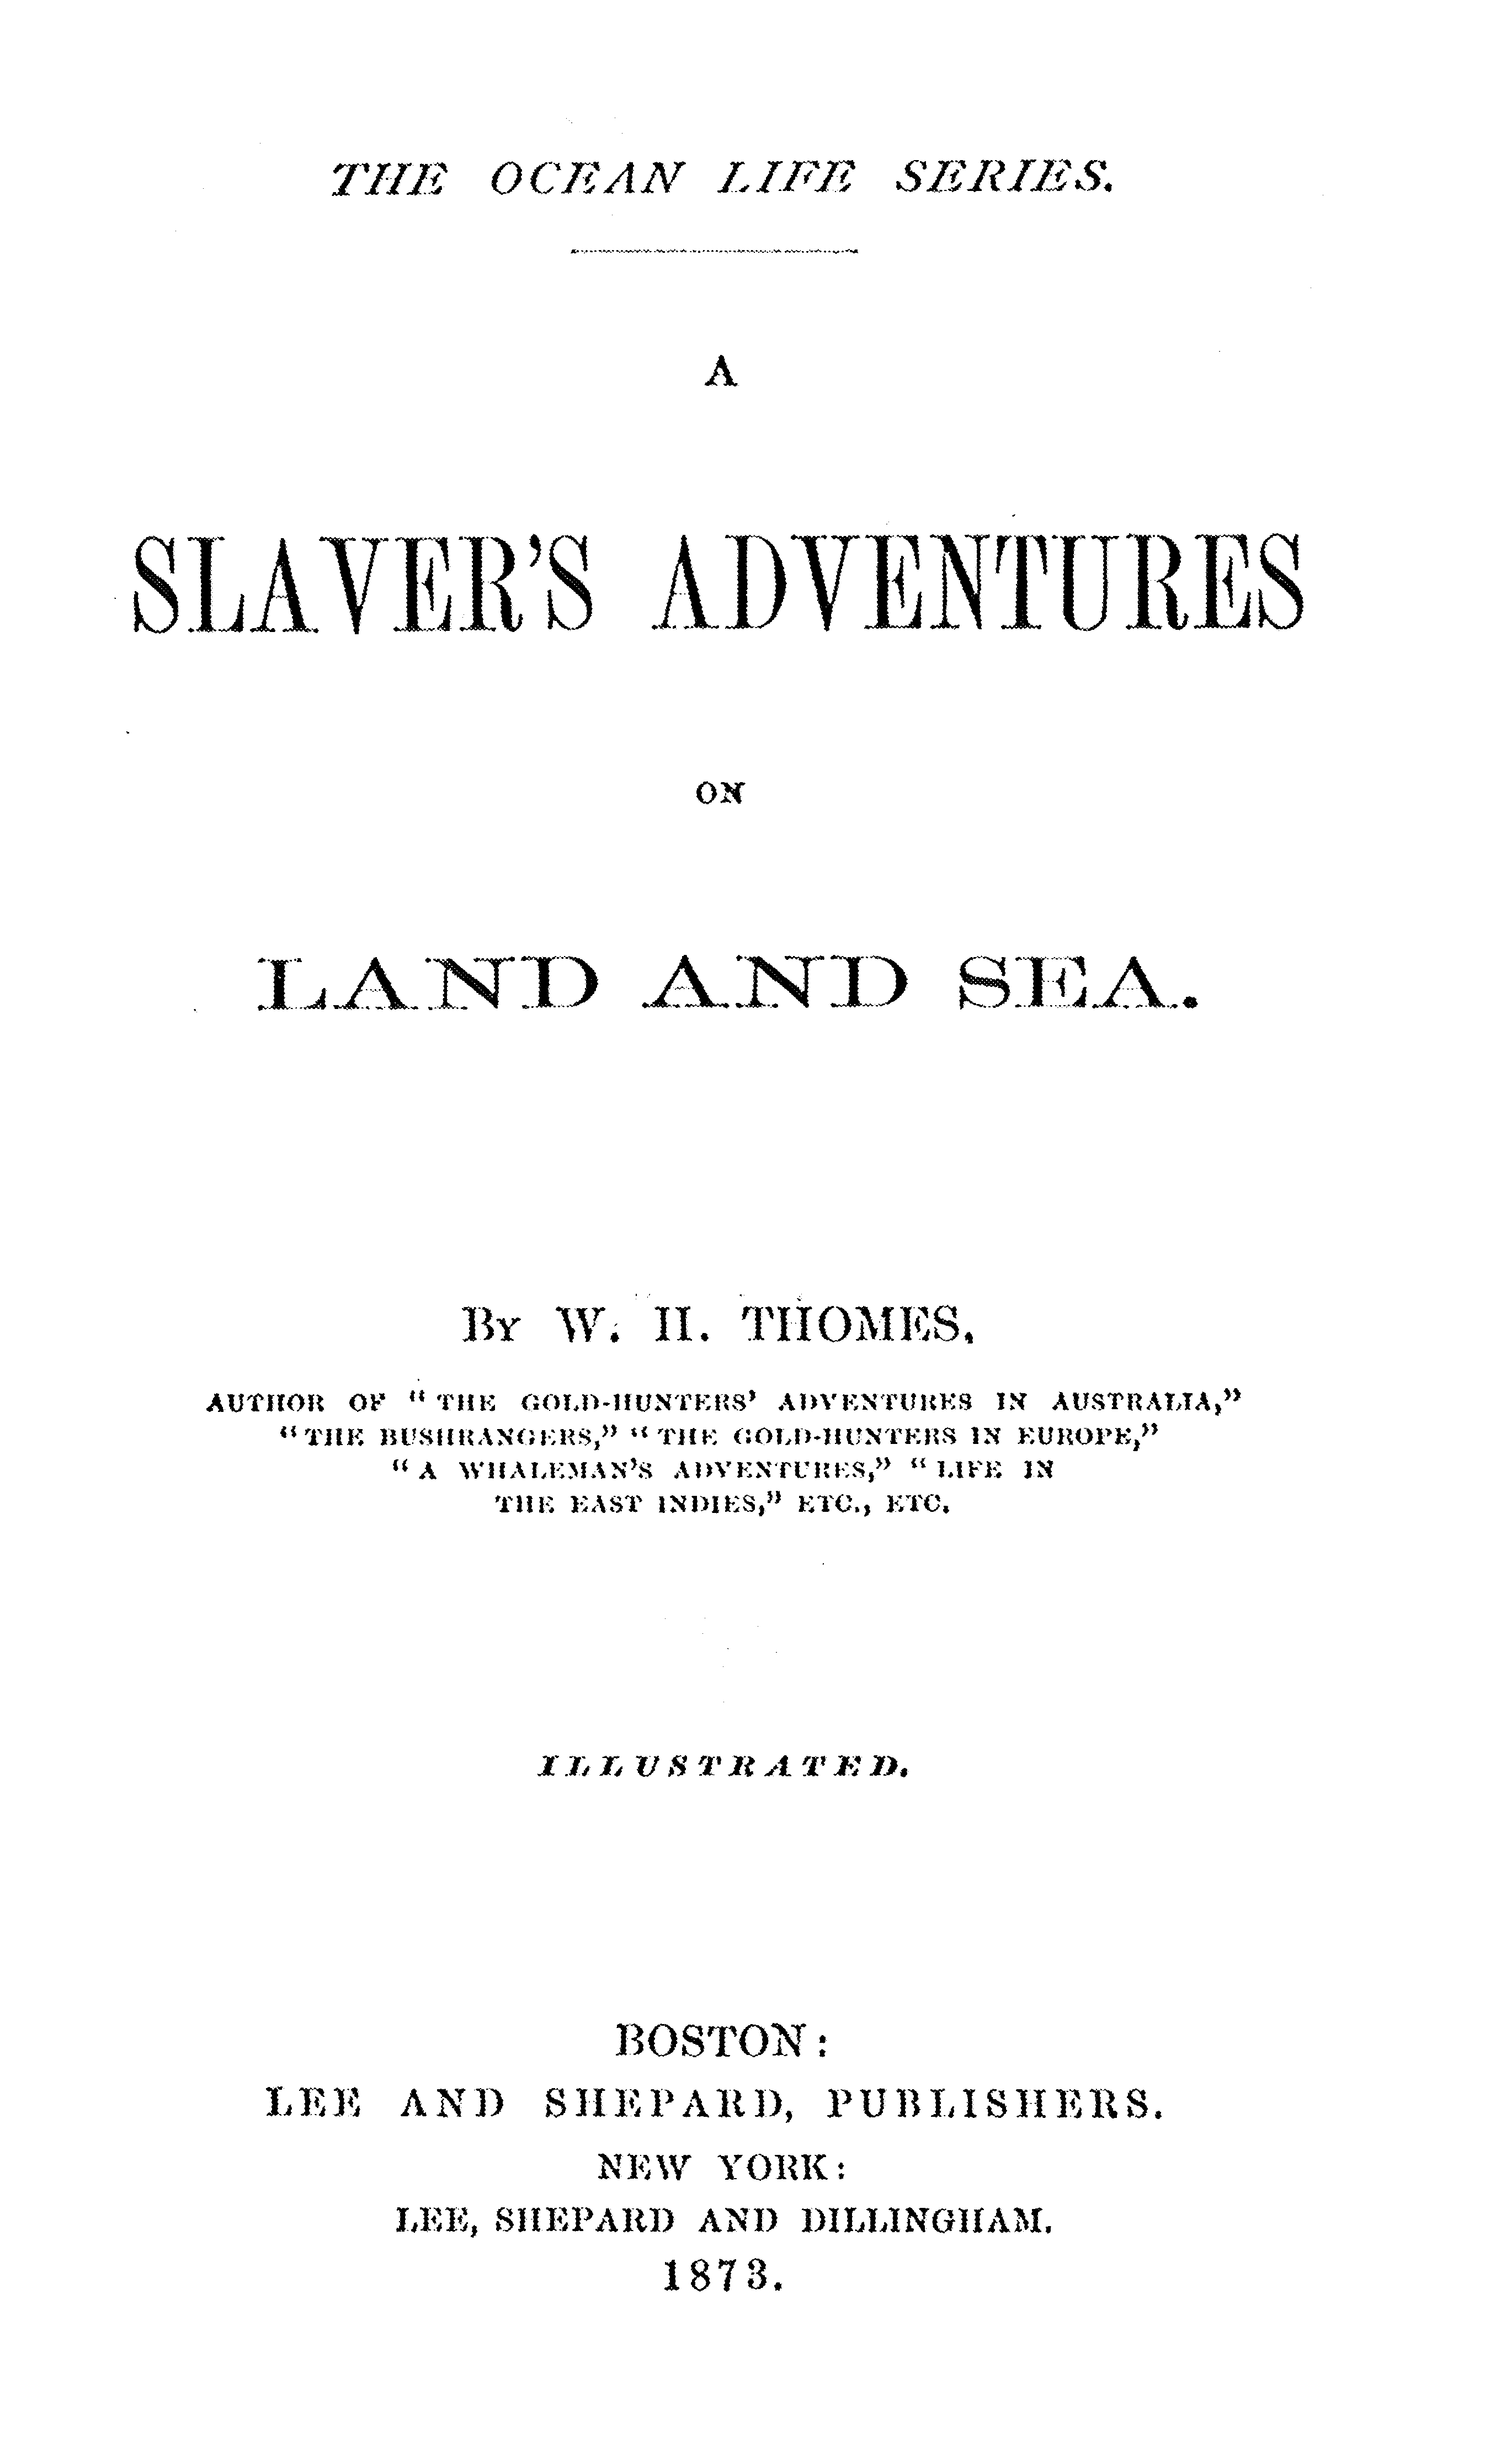 THE OCEAN LIFE SERIES.
A
SLAVER'S ADVENTURES
ON
LAND AND SEA.
BY W. H. THOMES,
AUTHOR OF “THE GOLD-HUNTERS' ADVENTURES IN AUSTRALIA,”
“THE BUSHRANGERS,” “THE GOLD-HUNTERS IN EUROPE,”
“A WHALEMAN'S ADVENTURES,” “LIFE IN
THE EAST INDIES,” ETC., ETC.
ILLUSTRATED.
BOSTON:
LEE AND SHEPARD, PUBLISHERS.
NEW YORK:
LEE, SHEPARD AND DILLINGHAM.
1873.